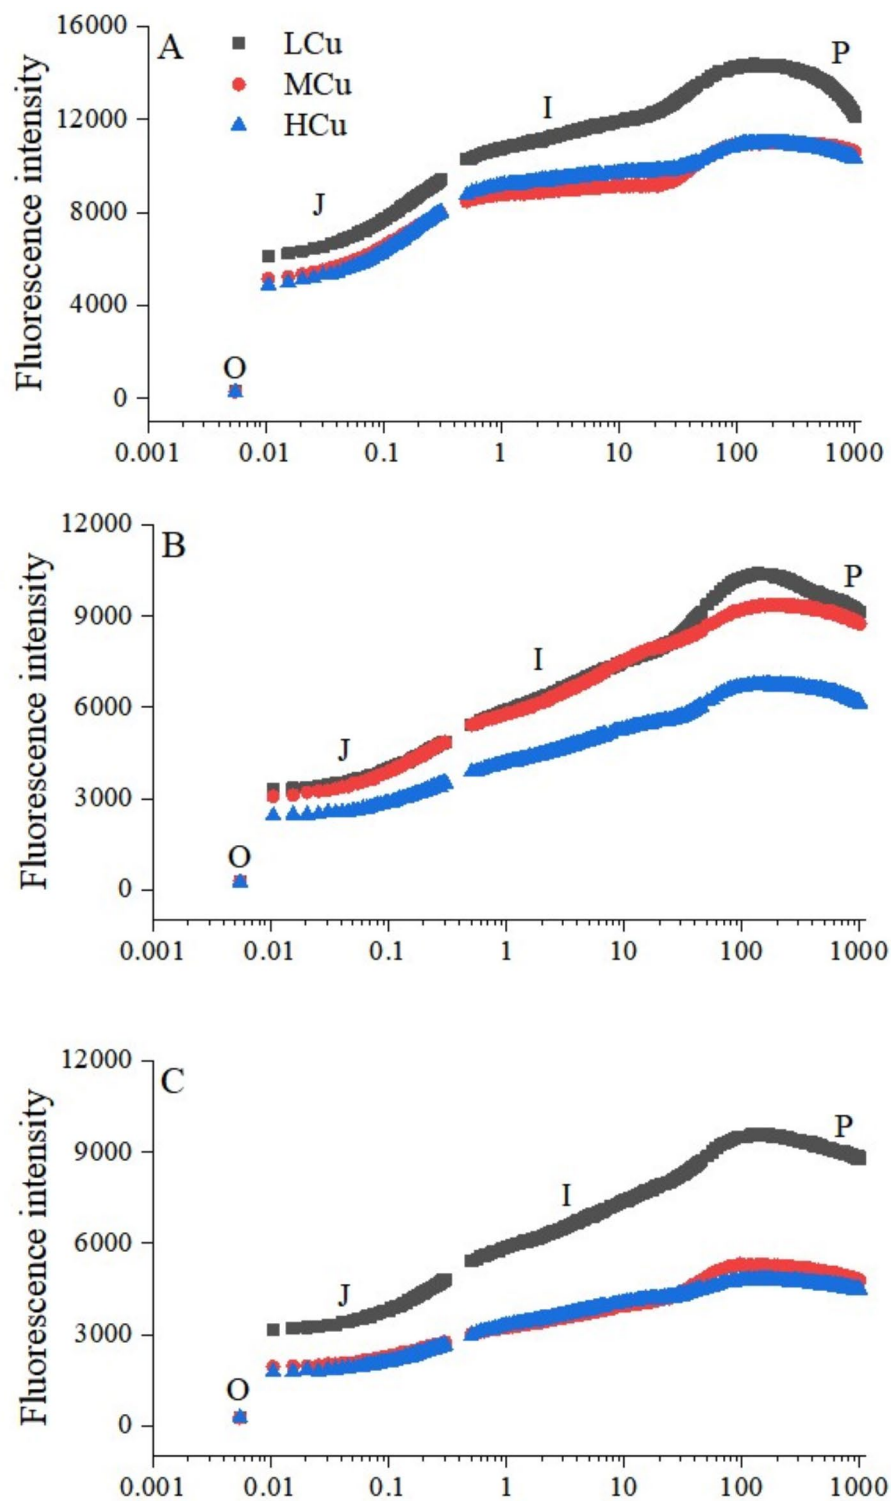 16000
A
LCu
MCu
HCu
P
I
12000
J
8000
4000
O
0
Fluorescence intensity
0.001 0.01 0.1 1 10 100 1000
12000
B
P
9000
I
6000
J
3000
O
0
Fluorescence intensity
0.001 0.01 0.1 1 10 100 1000
12000
C
P
9000
I
6000
J
3000
O
0
Fluorescence intensity
0.001 0.01 0.1 1 10 100 1000